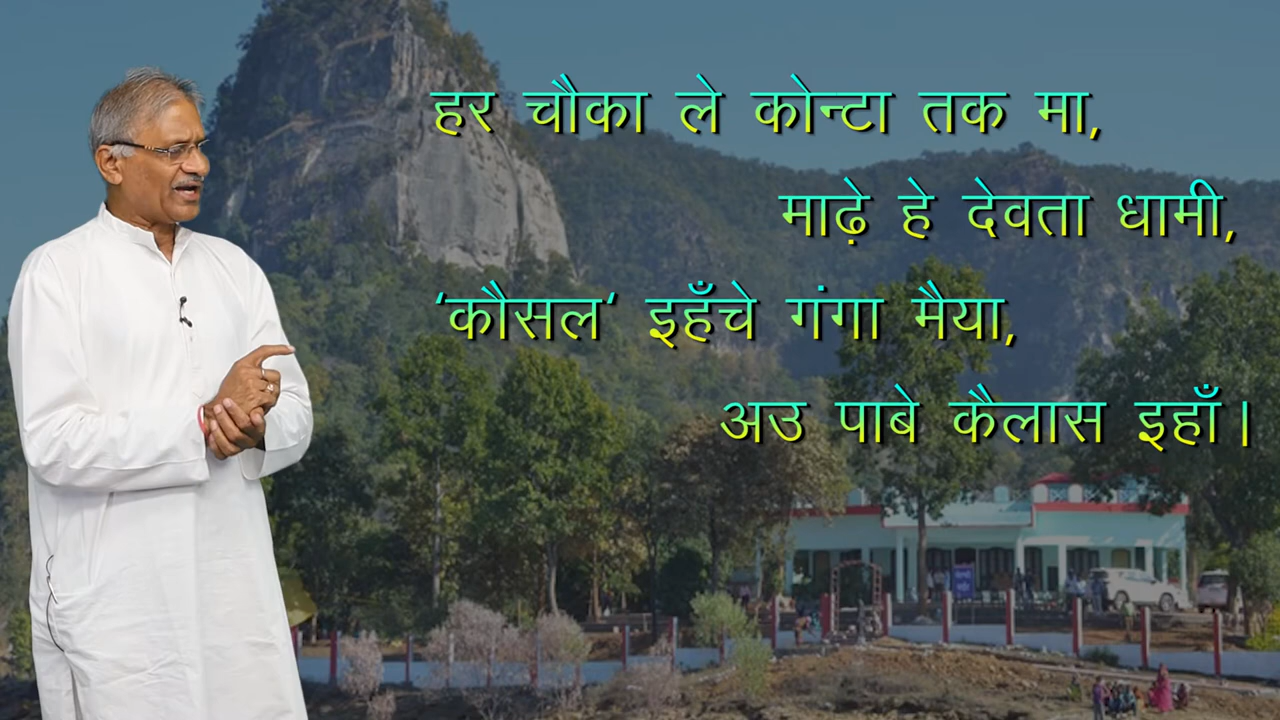 हर चौका ले कोन्टा तक मा,
माढ़े हे देवता धामी,
‘कौसल‘ इहँचे गंगा मैया,
अउ पाबे कैलास इहाँ।